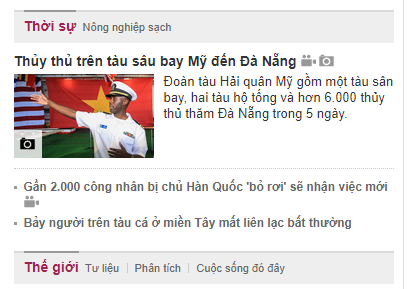 Thời sự Nông nghiệp sạch
Thủy thủ trên tàu sâu bay Mỹ đến Đà Nẵng
Đoàn tàu Hải quân Mỹ gồm một tàu sân
bay, hai tàu hộ tống và hơn 6.000 thủy
thủ thăm Đà Nẵng trong 5 ngày.
Gần 2.000 công nhân bị chủ Hàn Quốc 'bỏ rơi' sẽ nhận việc mới
Bảy người trên tàu cá ở miền Tây mất liên lạc bất thường
Thế giới Tư liệu Phân tích Cuộc sống đó đây